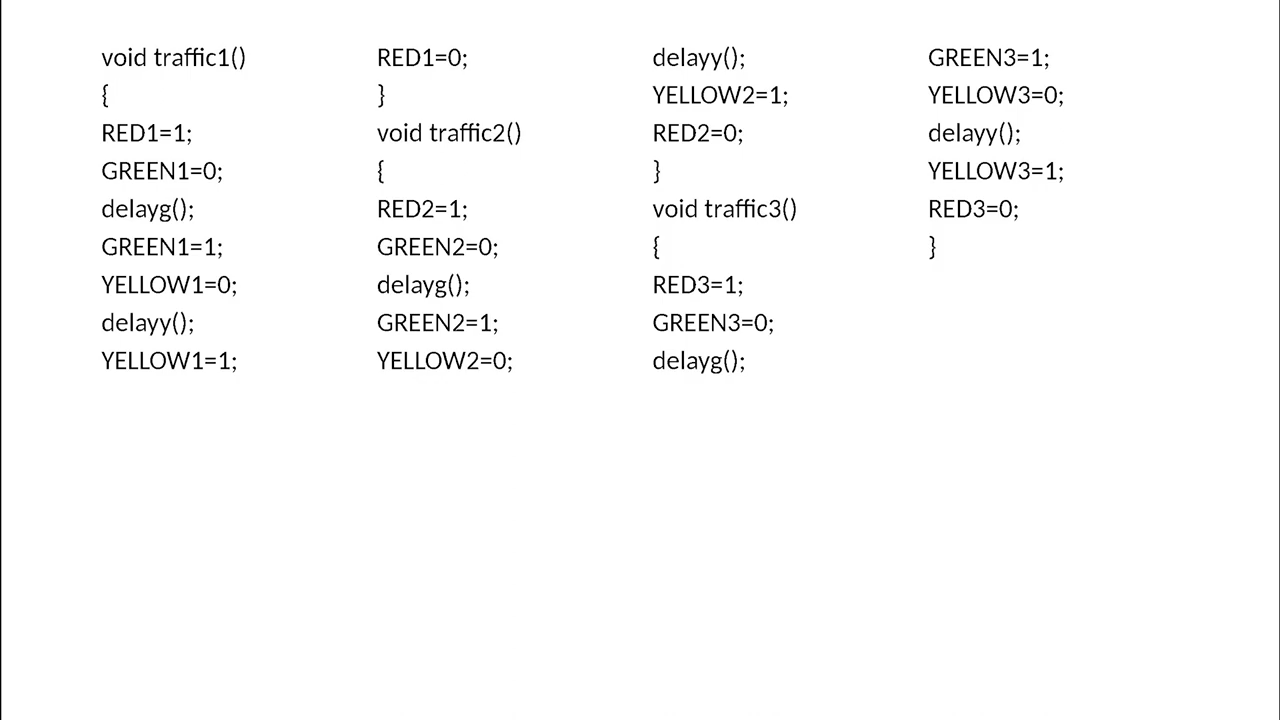 void traffic1()
{
RED1=1;
GREEN1=0;
delayg();
GREEN1=1;
YELLOW1=0;
delayy();
YELLOW1=1;
RED1=0;
}
void traffic2()
{
RED2=1;
GREEN2=0;
delayg();
GREEN2=1;
YELLOW2=0;
delayy();
YELLOW2=1;
RED2=0;
}
void traffic3()
{
RED3=1;
GREEN3=0;
delayg();
GREEN3=1;
YELLOW3=0;
delayy();
YELLOW3=1;
RED3=0;
}